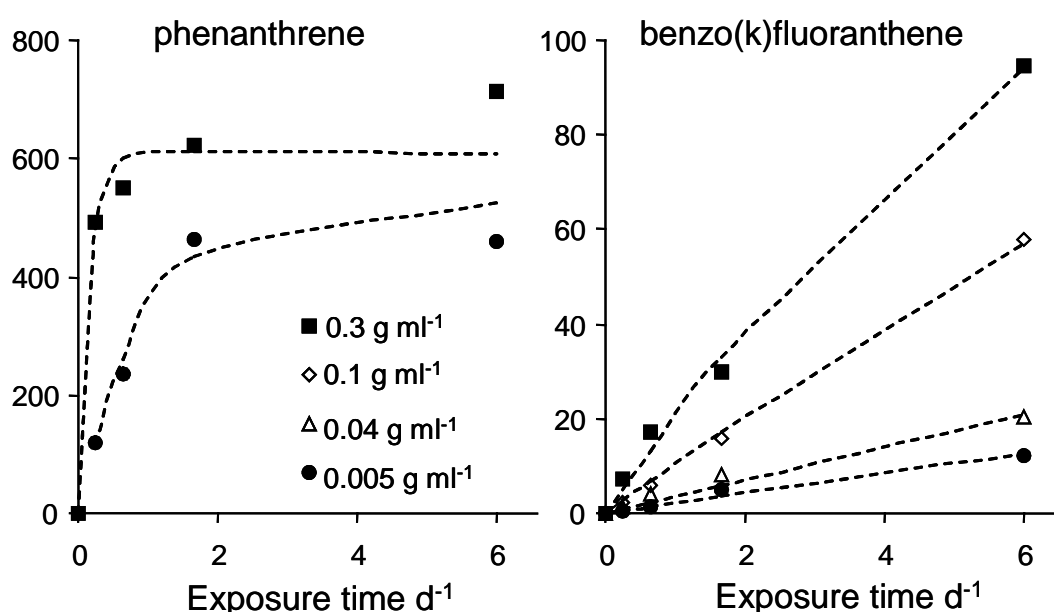 phenanthrene
800
600
400
200
0
0.3 g ml⁻¹
0.1 g ml⁻¹
0.04 g ml⁻¹
0.005 g ml⁻¹
0 2 4 6
Exposure time d⁻¹
benzo(k)fluoranthene
100
80
60
40
20
0
0 2 4 6
Exposure time d⁻¹